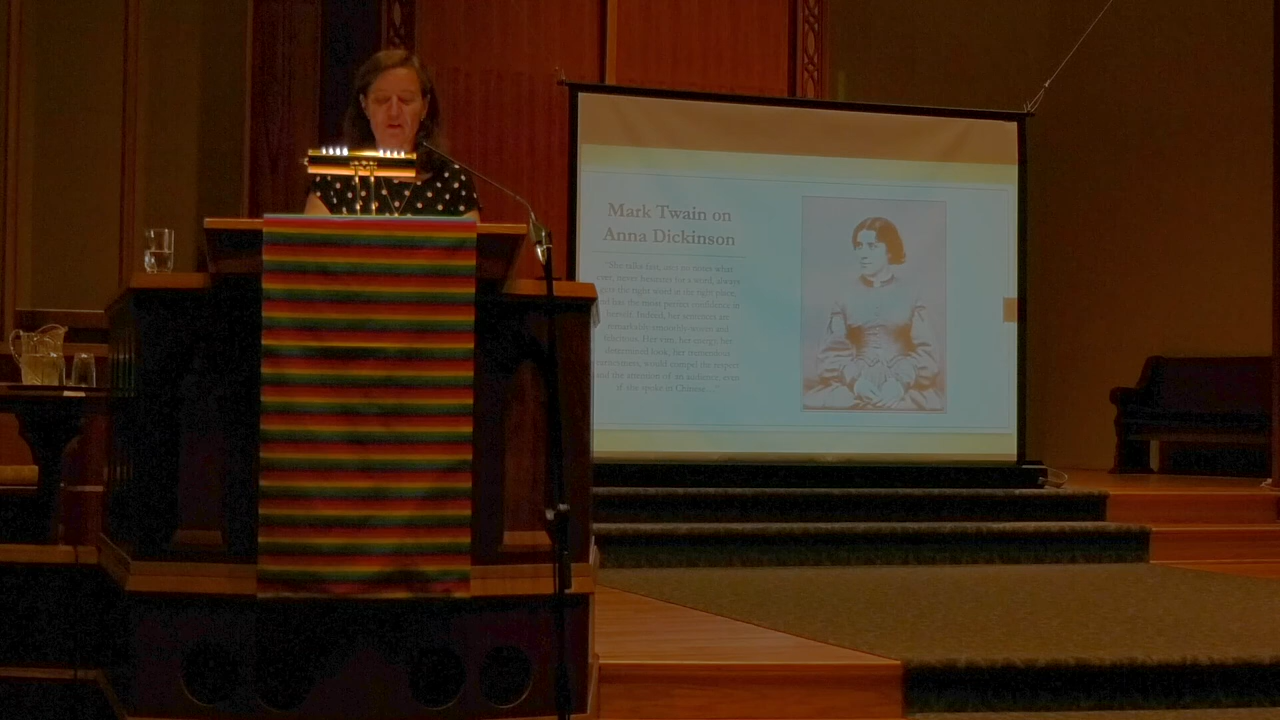 Mark Twain on
Anna Dickinson
"She talks fast, uses no notes what
ever, never hesitates for a word, always
gets the right word in the right place,
and has the most perfect confidence in
herself. Indeed, her sentences are
remarkably smoothly-woven and
felicitous. Her vim, her energy, her
determined look, her tremendous
earnestness, would compel the respect
and the attention of an audience, even
if she spoke in Chinese